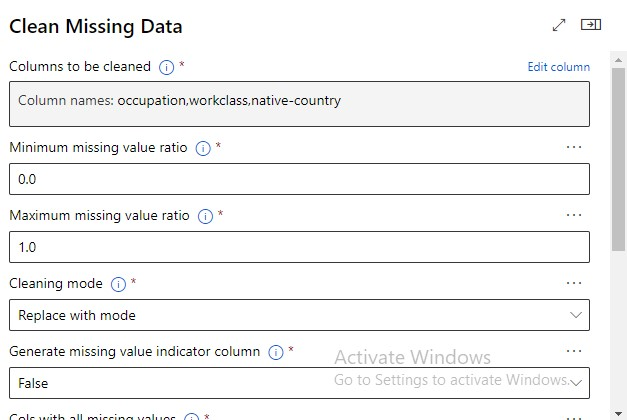 Clean Missing Data
Columns to be cleaned i * Edit column
Column names: occupation,workclass,native-country
Minimum missing value ratio i * ...
0.0
Maximum missing value ratio i * ...
1.0
Cleaning mode i * ...
Replace with mode
Generate missing value indicator column i * ...
Activate Windows
False
Go to Settings to activate Windows.
Cols with all missing values i * ...